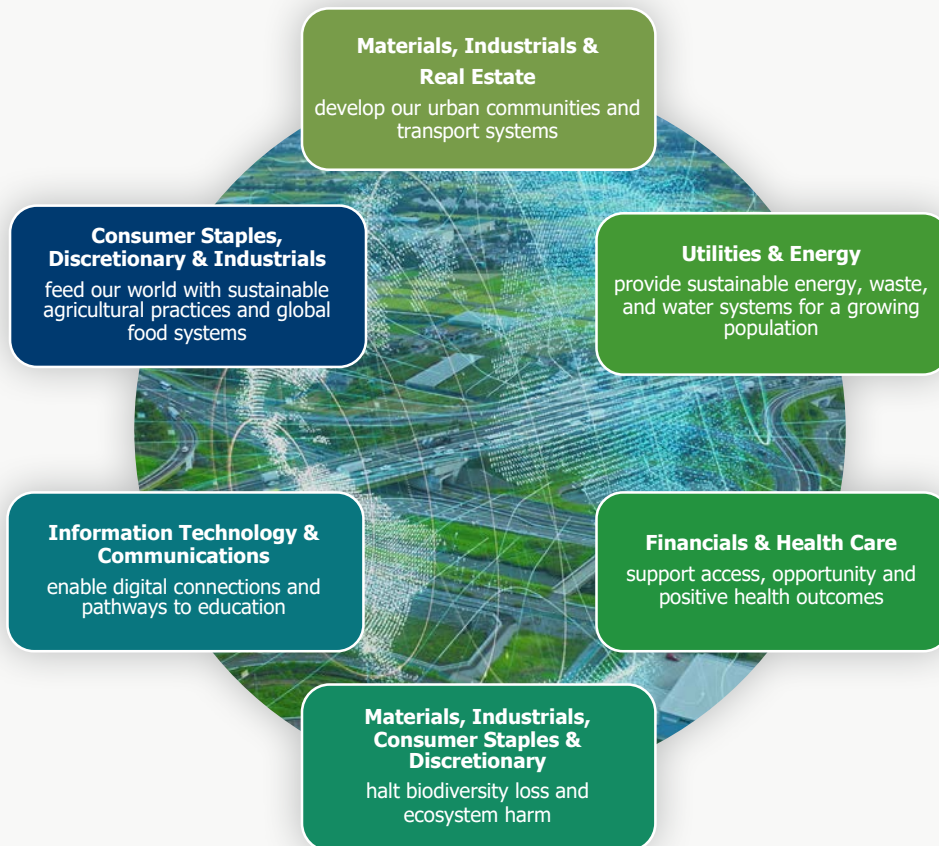 Materials, Industrials &
Real Estate
develop our urban communities and
transport systems
Consumer Staples,
Discretionary & Industrials
feed our world with sustainable
agricultural practices and global
food systems
Utilities & Energy
provide sustainable energy, waste,
and water systems for a growing
population
Information Technology &
Communications
enable digital connections and
pathways to education
Financials & Health Care
support access, opportunity and
positive health outcomes
Materials, Industrials,
Consumer Staples &
Discretionary
halt biodiversity loss and
ecosystem harm